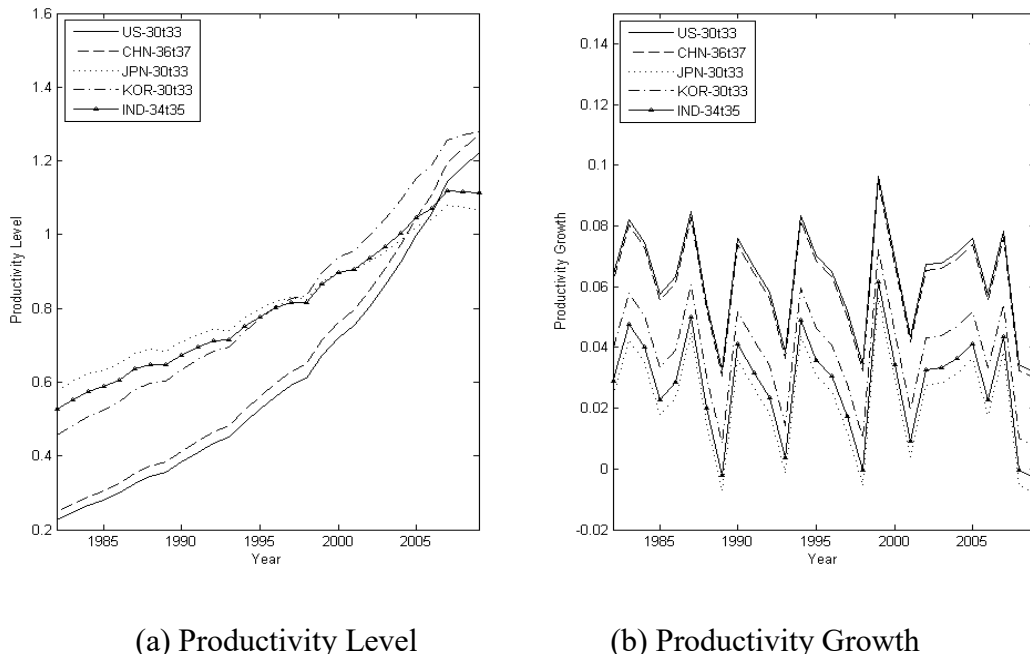 1.6
1.4
1.2
1
0.8
0.6
0.4
0.2
Productivity Level
US-30t33
CHN-36t37
JPN-30t33
KOR-30t33
IND-34t35
1985 1990 1995 2000 2005
Year
0.14
0.12
0.1
0.08
0.06
0.04
0.02
0
-0.02
Productivity Growth
US-30t33
CHN-36t37
JPN-30t33
KOR-30t33
IND-34t35
1985 1990 1995 2000 2005
Year
(a) Productivity Level
(b) Productivity Growth